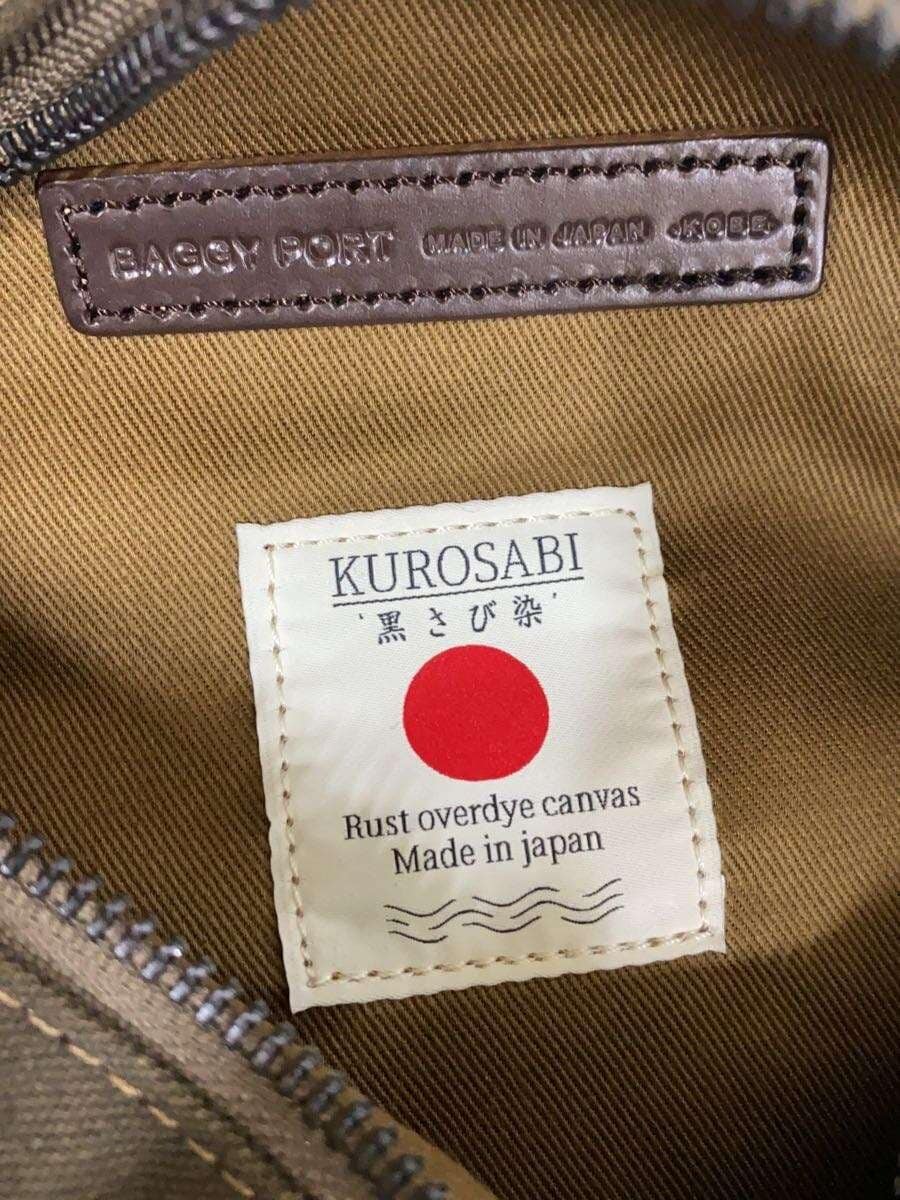 BAGGY PORT MADE IN JAPAN <KOBE>
KUROSABI
'黒さび染'
Rust overdye canvas
Made in japan